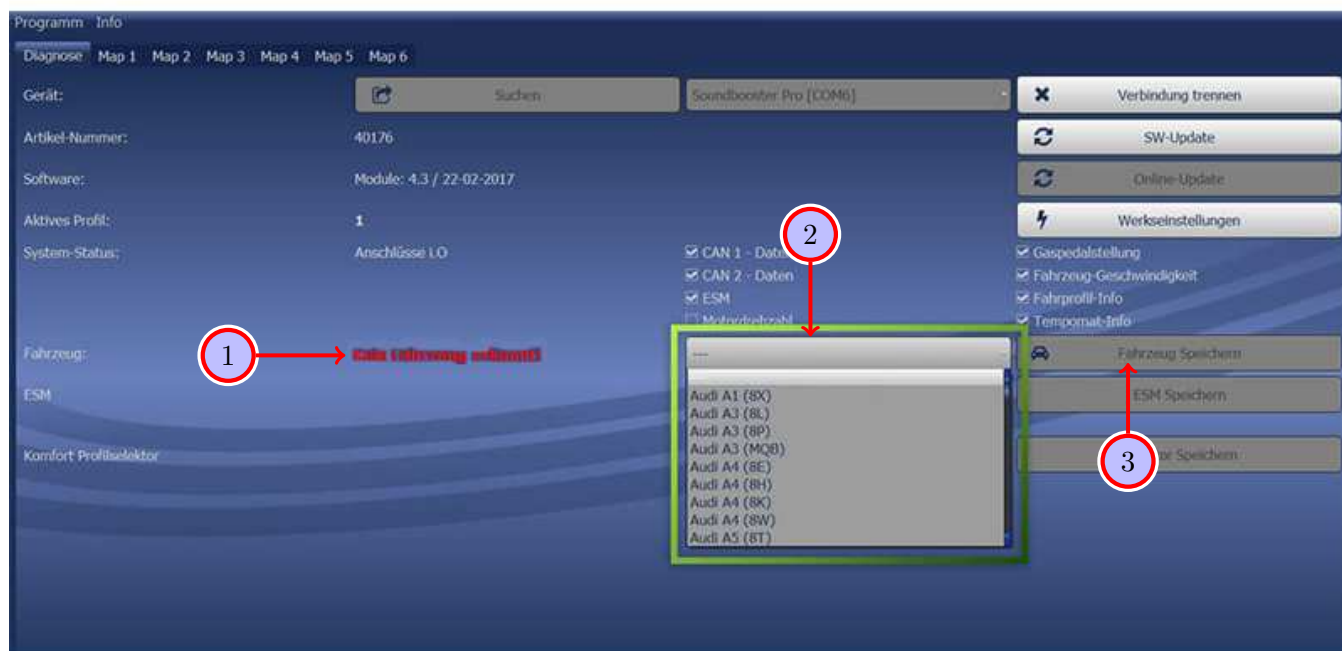 Programm Info
Diagnose Map 1 Map 2 Map 3 Map 4 Map 5 Map 6
Gerät: Suchen Soundbooster Pro [COM6] Verbindung trennen
Artikel-Nummer: 40176 SW-Update
Software: Module: 4.3 / 22-02-2017 Online-Update
Aktives Profil: 1 Werkseinstellungen
2
System-Status: Anschlüsse i.O CAN 1 - Daten Gaspedalstellung
CAN 2 - Daten Fahrzeug-Geschwindigkeit
ESM Fahrprofil-Info
Motordrehzahl Tempomat-Info
Fahrzeug: 1 Kein Fahrzeug erkannt! --- Fahrzeug Speichern
Audi A1 (8X)
ESM ESM Speichern
Audi A3 (8L)
Audi A3 (8P)
Audi A3 (MQB)
Komfort Profilselektor 3 Speichern
Audi A4 (8E)
Audi A4 (8H)
Audi A4 (8K)
Audi A4 (8W)
Audi A5 (8T)